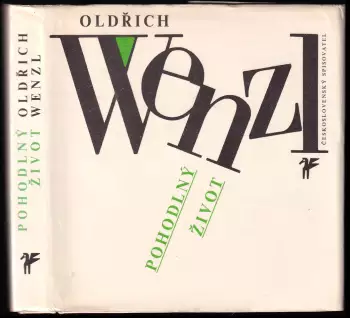 POHODLNÝ OLDŘICH
ŽIVOT WENZL
OLDŘICH
Wenzl
POHODLNÝ
ŽIVOT
ČESKOSLOVENSKÝ SPISOVATEL